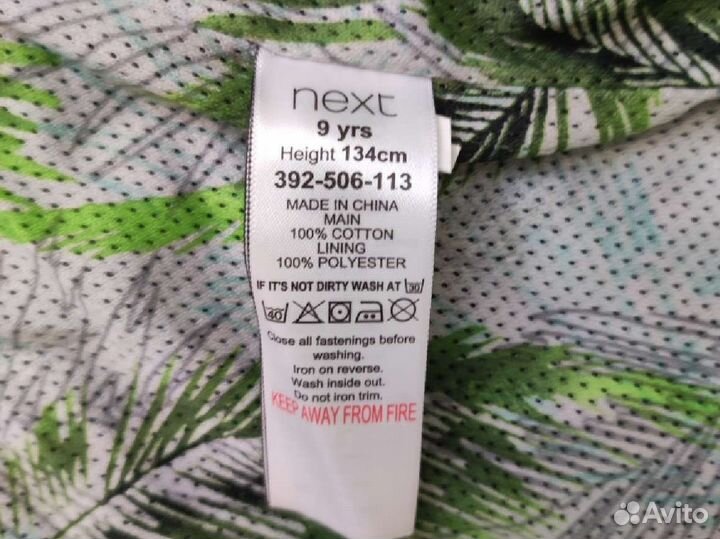 next
9 yrs
Height 134cm
392-506-113
MADE IN CHINA
MAIN
100% COTTON
LINING
100% POLYESTER
IF IT'S NOT DIRTY WASH AT 30
40
Close all fastenings before
washing.
Iron on reverse.
Wash inside out.
Do not iron trim.
KEEP AWAY FROM FIRE
Avito